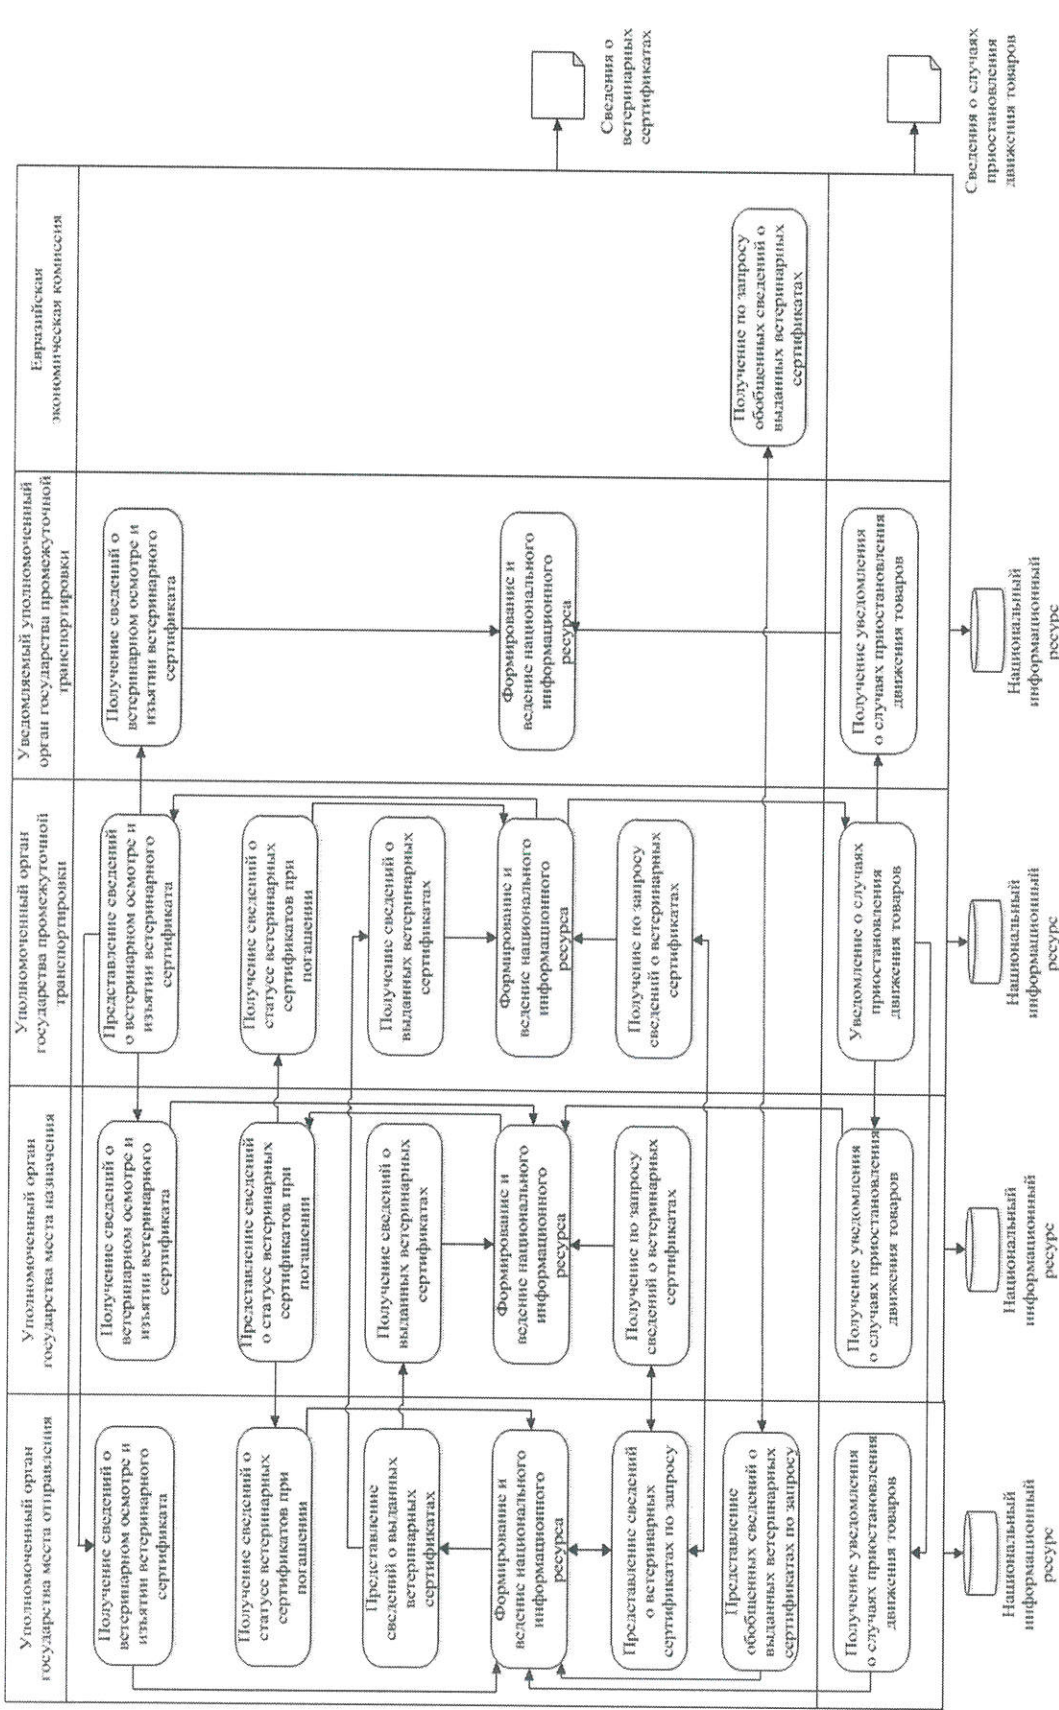 Уполномоченный орган
государства места отправления
Уполномоченный орган
государства места назначения
Уполномоченный орган
государства промежуточной
транспортировки
Уведомляемый уполномоченный
орган государства промежуточной
транспортировки
Евразийская
экономическая комиссия
Получение сведений о
ветеринарном осмотре и
изъятии ветеринарного
сертификата
Получение сведений о
ветеринарном осмотре и
изъятии ветеринарного
сертификата
Представление сведений
о ветеринарном осмотре и
изъятии ветеринарного
сертификата
Получение сведений о
ветеринарном осмотре и
изъятии ветеринарного
сертификата
Получение сведений о
статусе ветеринарных
сертификатов при
погашении
Представление сведений
о статусе ветеринарных
сертификатов при
погашении
Получение сведений о
статусе ветеринарных
сертификатов при
погашении
Представление
сведений о выданных
ветеринарных
сертификатах
Получение сведений о
выданных ветеринарных
сертификатах
Получение сведений о
выданных ветеринарных
сертификатах
Формирование и
ведение национального
информационного
ресурса
Формирование и
ведение национального
информационного
ресурса
Формирование и
ведение национального
информационного
ресурса
Формирование и
ведение национального
информационного
ресурса
Представление сведений
о ветеринарных
сертификатах по запросу
Получение по запросу
сведений о ветеринарных
сертификатах
Получение по запросу
сведений о ветеринарных
сертификатах
Представление
обобщенных сведений о
выданных ветеринарных
сертификатах по запросу
Получение по запросу
обобщенных сведений о
выданных ветеринарных
сертификатах
Получение уведомления
о случаях приостановления
движения товаров
Получение уведомления
о случаях приостановления
движения товаров
Уведомление о случаях
приостановления
движения товаров
Получение уведомления
о случаях приостановления
движения товаров
Сведения о
ветеринарных
сертификатах
Сведения о случаях
приостановления
движения товаров
Национальный
информационный
ресурс
Национальный
информационный
ресурс
Национальный
информационный
ресурс
Национальный
информационный
ресурс